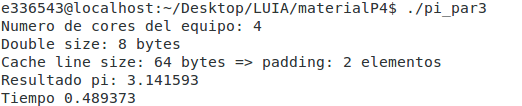 e336543@localhost:~/Desktop/LUIA/materialP4$ ./pi_par3
Numero de cores del equipo: 4
Double size: 8 bytes
Cache line size: 64 bytes => padding: 2 elementos
Resultado pi: 3.141593
Tiempo 0.489373